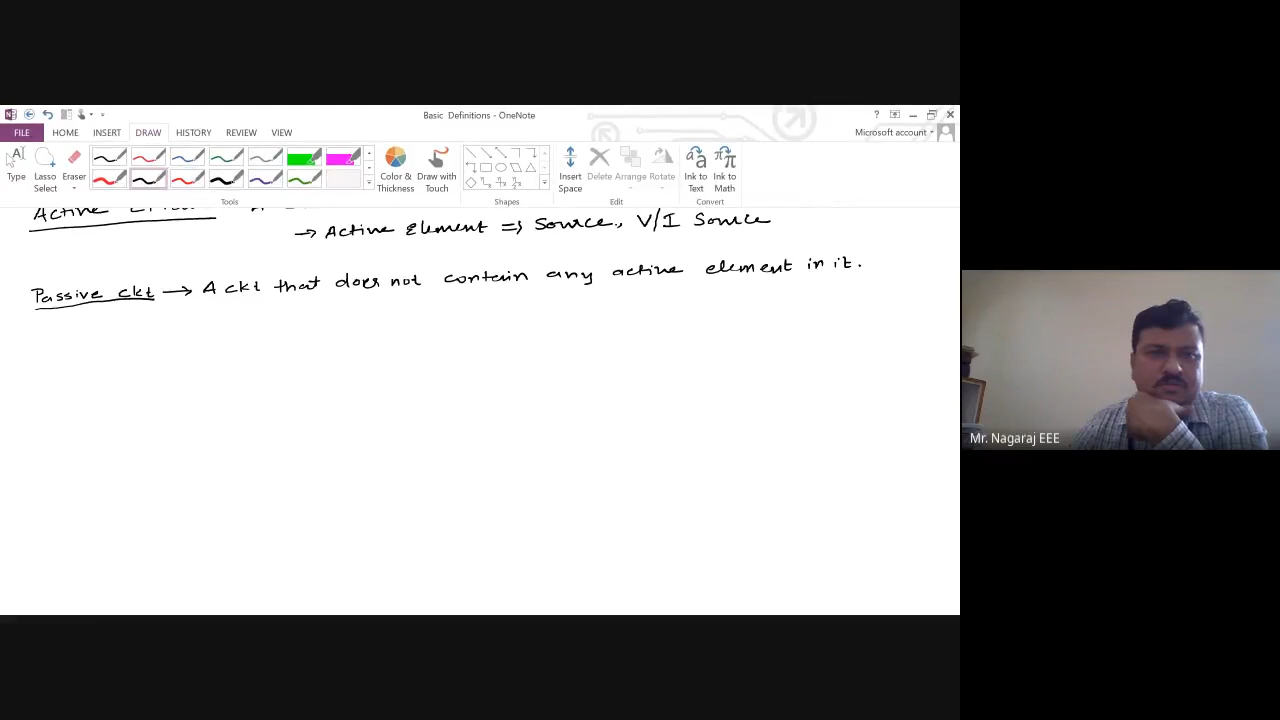 Basic Definitions - OneNote
FILE HOME INSERT DRAW HISTORY REVIEW VIEW
Microsoft account
Type
Lasso Select
Eraser
Color & Thickness
Draw with Touch
Insert Space
Delete
Arrange
Rotate
Ink to Text
Ink to Math
Tools
Shapes
Edit
Convert
Active
→ Active Element => Source, V/I Source
Passive ckt → A ckt that does not contain any active element in it.
Mr. Nagaraj EEE